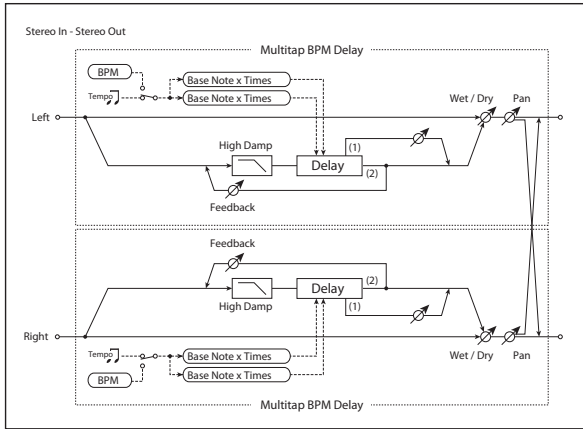 Stereo In - Stereo Out
Multitap BPM Delay
BPM
Base Note x Times
Tempo
Base Note x Times
Wet / Dry
Pan
Left
High Damp
(1)
Delay
(2)
Feedback
Feedback
(2)
Delay
High Damp
(1)
Right
Wet / Dry
Pan
Tempo
Base Note x Times
BPM
Base Note x Times
Multitap BPM Delay